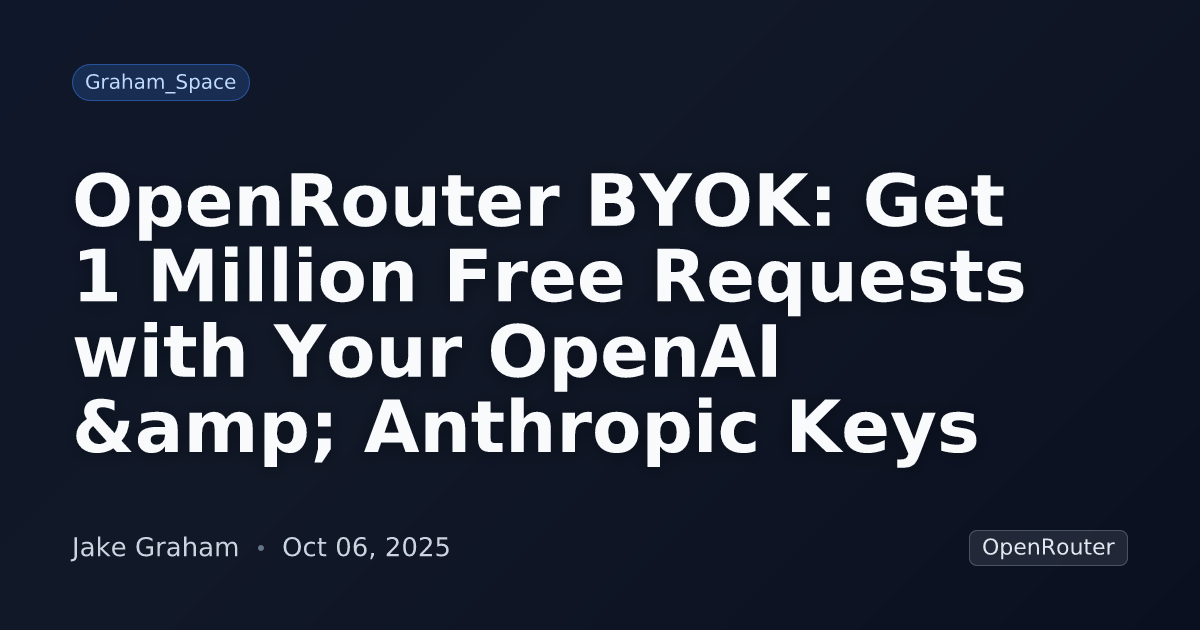 Graham_Space
OpenRouter BYOK: Get
1 Million Free Requests
with Your OpenAI
&amp; Anthropic Keys
Jake Graham • Oct 06, 2025
OpenRouter